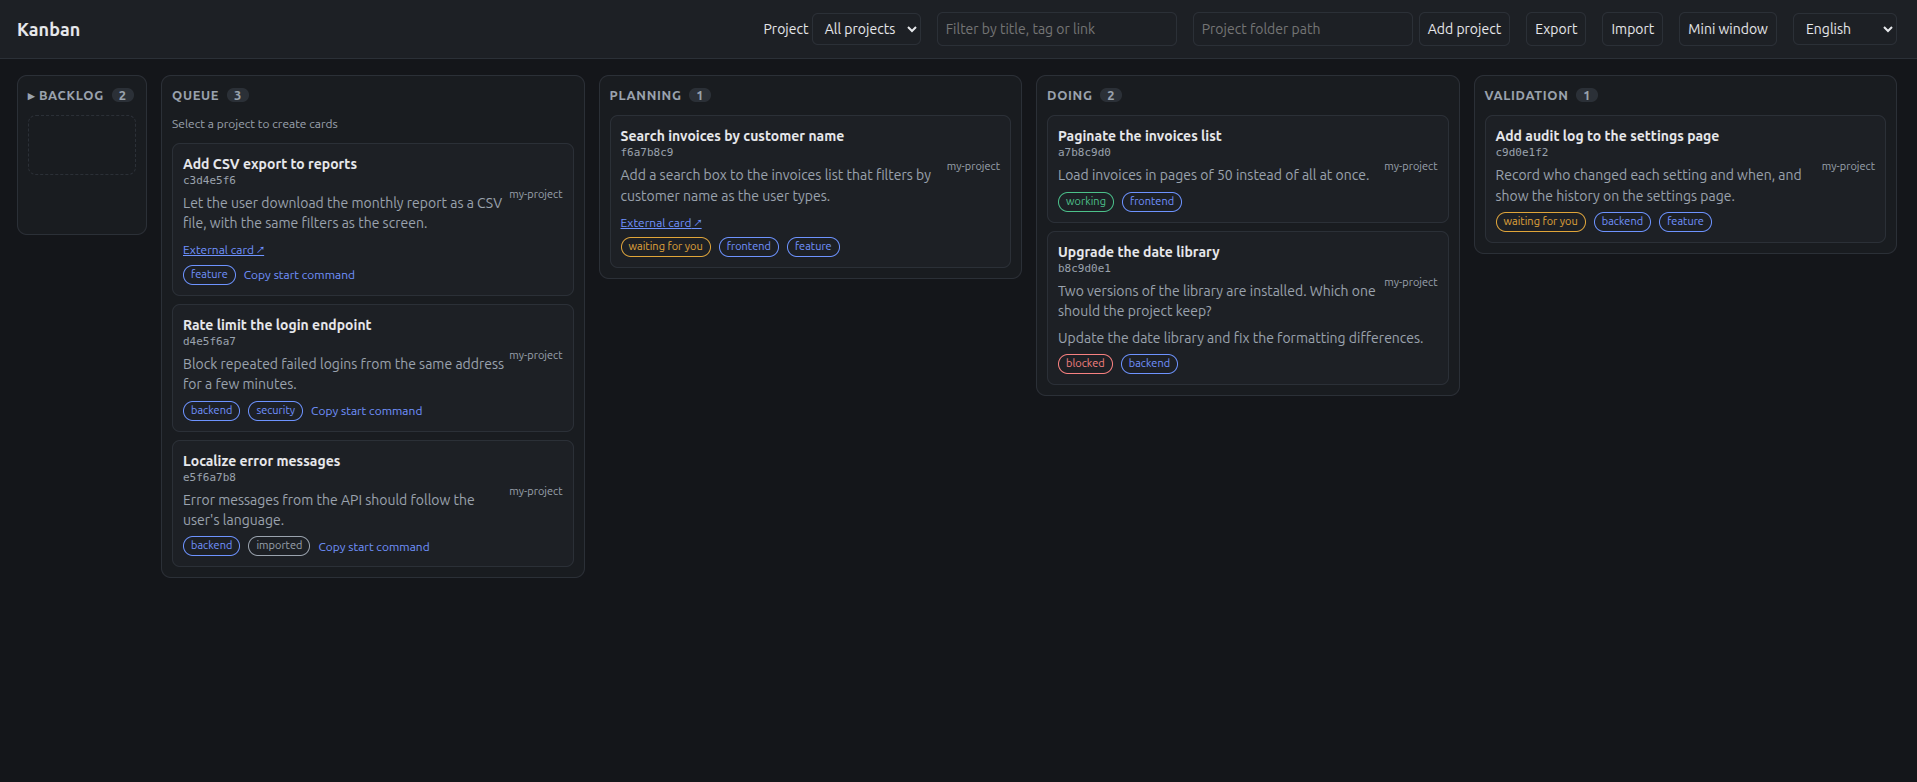 Kanban
Project All projects Filter by title, tag or link Project folder path Add project Export Import Mini window English
▸ BACKLOG 2
QUEUE 3
Select a project to create cards
Add CSV export to reports
c3d4e5f6
my-project
Let the user download the monthly report as a CSV
file, with the same filters as the screen.
External card ↗
feature Copy start command
Rate limit the login endpoint
d4e5f6a7
my-project
Block repeated failed logins from the same address
for a few minutes.
backend security Copy start command
Localize error messages
e5f6a7b8
my-project
Error messages from the API should follow the
user's language.
backend imported Copy start command
PLANNING 1
Search invoices by customer name
f6a7b8c9
my-project
Add a search box to the invoices list that filters by
customer name as the user types.
External card ↗
waiting for you frontend feature
DOING 2
Paginate the invoices list
a7b8c9d0
my-project
Load invoices in pages of 50 instead of all at once.
working frontend
Upgrade the date library
b8c9d0e1
my-project
Two versions of the library are installed. Which one
should the project keep?
Update the date library and fix the formatting differences.
blocked backend
VALIDATION 1
Add audit log to the settings page
c9d0e1f2
my-project
Record who changed each setting and when, and
show the history on the settings page.
waiting for you backend feature